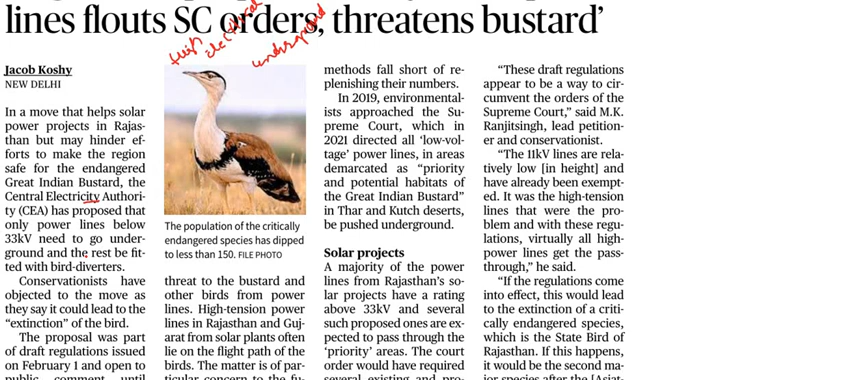 lines flouts SC orders, threatens bustard’
high
electrical
underground
Jacob Koshy
NEW DELHI
In a move that helps solar
power projects in Rajas-
than but may hinder ef-
forts to make the region
safe for the endangered
Great Indian Bustard, the
Central Electricity Authori-
ty (CEA) has proposed that
only power lines below
33kV need to go under-
ground and the rest be fit-
ted with bird-diverters.
Conservationists have
objected to the move as
they say it could lead to the
“extinction” of the bird.
The proposal was part
of draft regulations issued
on February 1 and open to
public comment until
The population of the critically
endangered species has dipped
to less than 150. FILE PHOTO
threat to the bustard and
other birds from power
lines. High-tension power
lines in Rajasthan and Guj-
arat from solar plants often
lie on the flight path of the
birds. The matter is of par-
ticular concern to the fu-
methods fall short of re-
plenishing their numbers.
In 2019, environmental-
ists approached the Su-
preme Court, which in
2021 directed all ‘low-vol-
tage’ power lines, in areas
demarcated as “priority
and potential habitats of
the Great Indian Bustard”
in Thar and Kutch deserts,
be pushed underground.
Solar projects
A majority of the power
lines from Rajasthan’s so-
lar projects have a rating
above 33kV and several
such proposed ones are ex-
pected to pass through the
‘priority’ areas. The court
order would have required
several existing and pro-
“These draft regulations
appear to be a way to cir-
cumvent the orders of the
Supreme Court,” said M.K.
Ranjitsingh, lead petition-
er and conservationist.
“The 11kV lines are rela-
tively low [in height] and
have already been exempt-
ed. It was the high-tension
lines that were the pro-
blem and with these regu-
lations, virtually all high-
power lines get the pass-
through,” he said.
“If the regulations come
into effect, this would lead
to the extinction of a criti-
cally endangered species,
which is the State Bird of
Rajasthan. If this happens,
it would be the second ma-
jor species after the [Asiat-